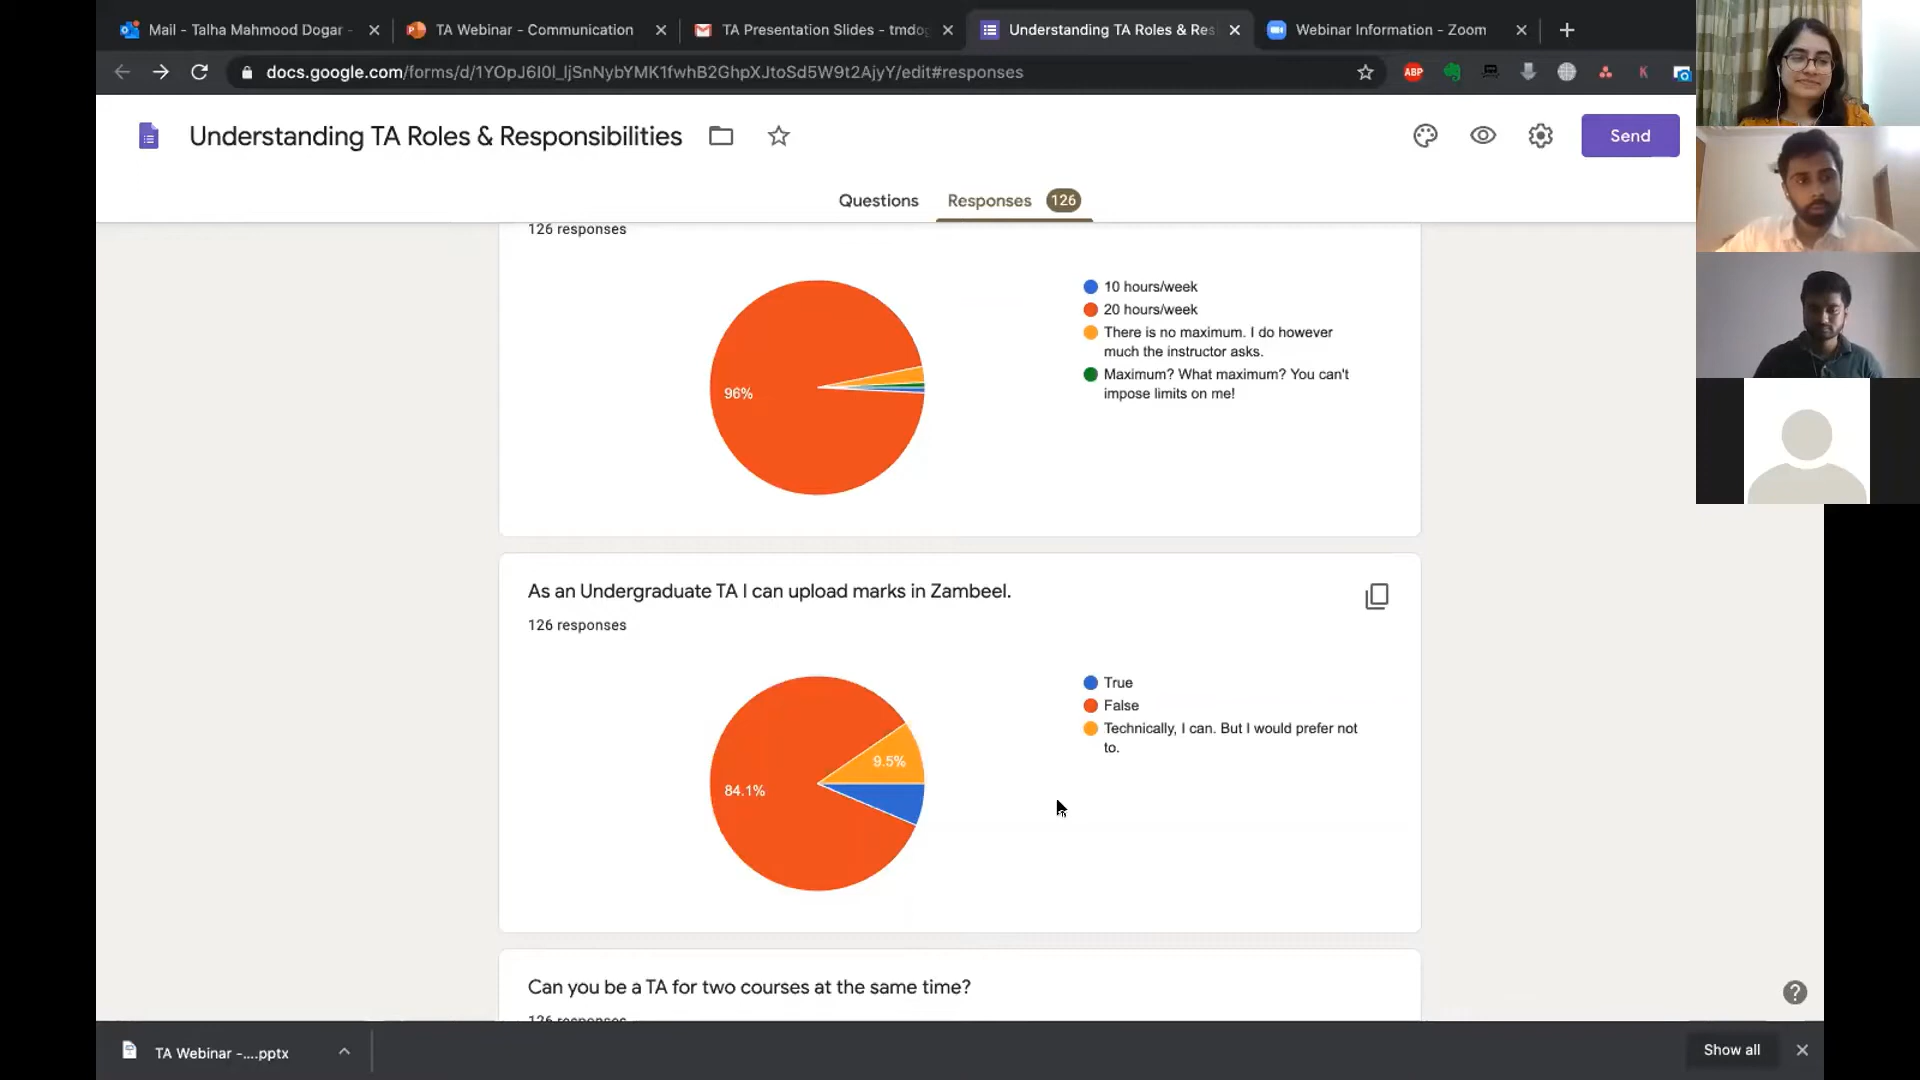 Mail - Talha Mahmood Dogar -
TA Webinar - Communication
TA Presentation Slides - tmdog
Understanding TA Roles & Res
Webinar Information - Zoom
docs.google.com/forms/d/1YOpJ6I0I_ljSnNybYMK1fwhB2GhpXJtoSd5W9t2AjyY/edit#responses
ABP
K
Understanding TA Roles & Responsibilities
Send
Questions
Responses 126
126 responses
10 hours/week
20 hours/week
There is no maximum. I do however
much the instructor asks.
Maximum? What maximum? You can't
impose limits on me!
96%
As an Undergraduate TA I can upload marks in Zambeel.
126 responses
True
False
Technically, I can. But I would prefer not
to.
9.5%
84.1%
Can you be a TA for two courses at the same time?
126 responses
TA Webinar -....pptx
Show all